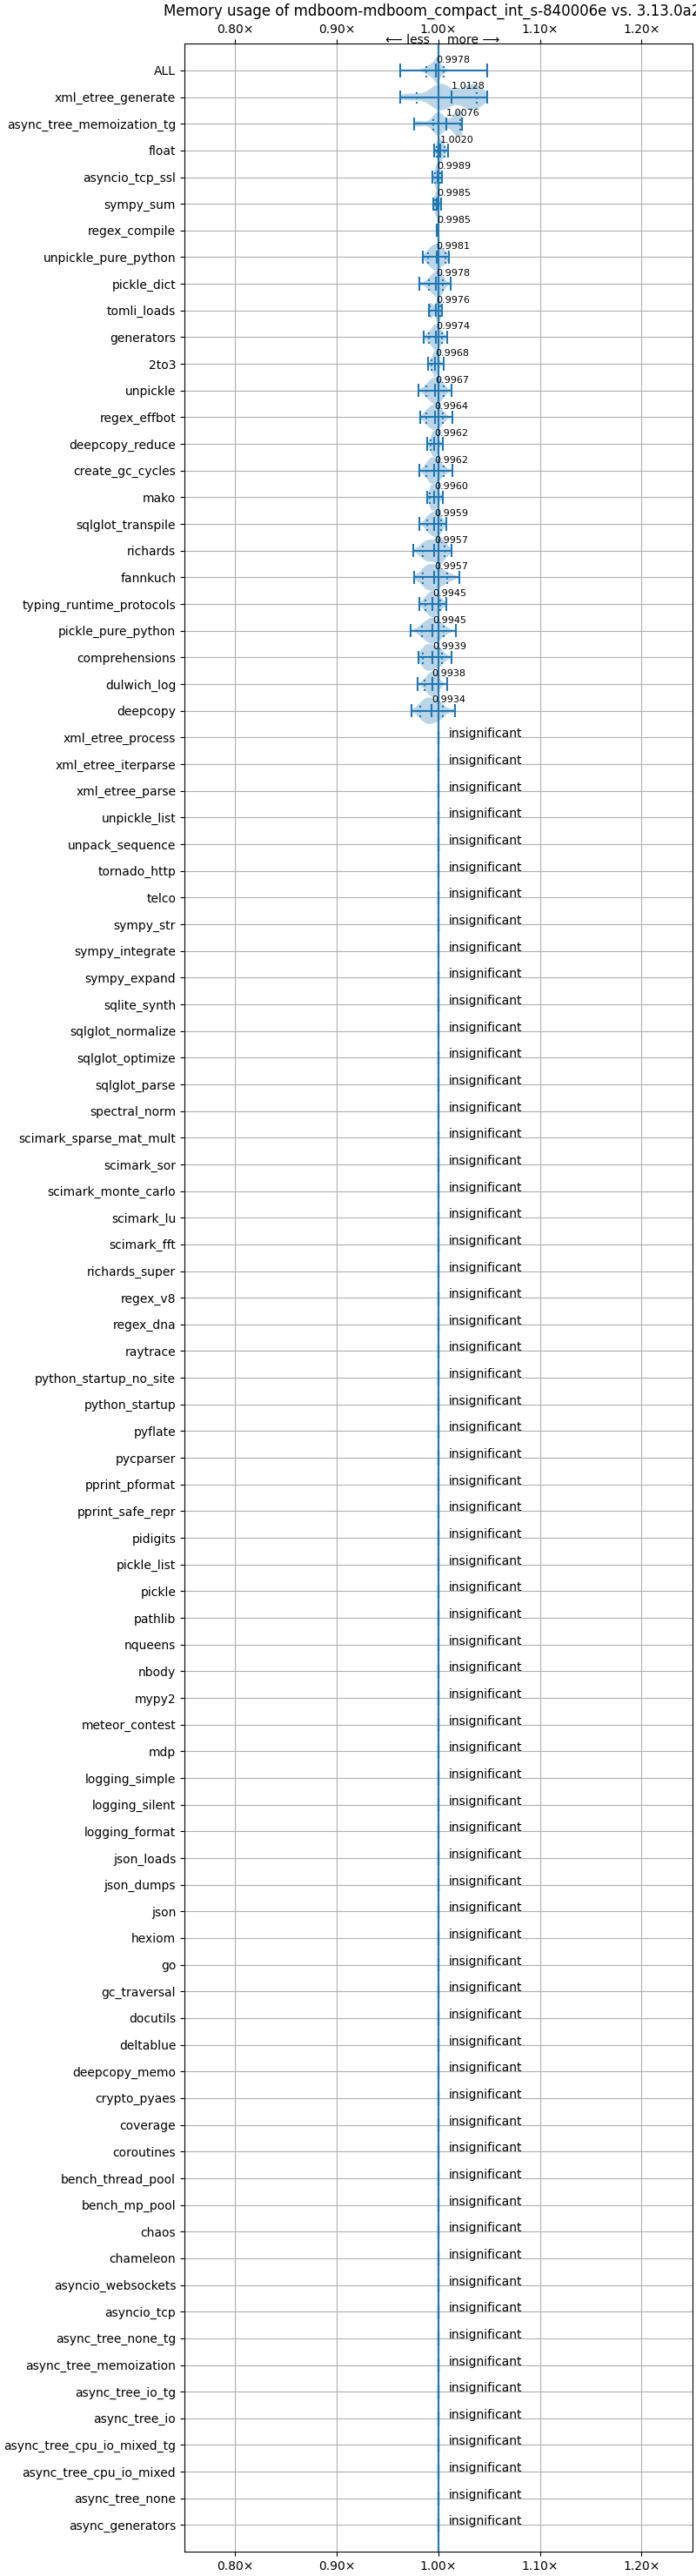 Memory usage of mdboom-mdboom_compact_int_s-840006e vs. 3.13.0a2
0.80× 0.90× 1.00× 1.10× 1.20×
⟵ less more ⟶
ALL 0.9978
xml_etree_generate 1.0128
async_tree_memoization_tg 1.0076
float 1.0020
asyncio_tcp_ssl 0.9989
sympy_sum 0.9985
regex_compile 0.9985
unpickle_pure_python 0.9981
pickle_dict 0.9978
tomli_loads 0.9976
generators 0.9974
2to3 0.9968
unpickle 0.9967
regex_effbot 0.9964
deepcopy_reduce 0.9962
create_gc_cycles 0.9962
mako 0.9960
sqlglot_transpile 0.9959
richards 0.9957
fannkuch 0.9957
typing_runtime_protocols 0.9945
pickle_pure_python 0.9945
comprehensions 0.9939
dulwich_log 0.9938
deepcopy 0.9934
xml_etree_process insignificant
xml_etree_iterparse insignificant
xml_etree_parse insignificant
unpickle_list insignificant
unpack_sequence insignificant
tornado_http insignificant
telco insignificant
sympy_str insignificant
sympy_integrate insignificant
sympy_expand insignificant
sqlite_synth insignificant
sqlglot_normalize insignificant
sqlglot_optimize insignificant
sqlglot_parse insignificant
spectral_norm insignificant
scimark_sparse_mat_mult insignificant
scimark_sor insignificant
scimark_monte_carlo insignificant
scimark_lu insignificant
scimark_fft insignificant
richards_super insignificant
regex_v8 insignificant
regex_dna insignificant
raytrace insignificant
python_startup_no_site insignificant
python_startup insignificant
pyflate insignificant
pycparser insignificant
pprint_pformat insignificant
pprint_safe_repr insignificant
pidigits insignificant
pickle_list insignificant
pickle insignificant
pathlib insignificant
nqueens insignificant
nbody insignificant
mypy2 insignificant
meteor_contest insignificant
mdp insignificant
logging_simple insignificant
logging_silent insignificant
logging_format insignificant
json_loads insignificant
json_dumps insignificant
json insignificant
hexiom insignificant
go insignificant
gc_traversal insignificant
docutils insignificant
deltablue insignificant
deepcopy_memo insignificant
crypto_pyaes insignificant
coverage insignificant
coroutines insignificant
bench_thread_pool insignificant
bench_mp_pool insignificant
chaos insignificant
chameleon insignificant
asyncio_websockets insignificant
asyncio_tcp insignificant
async_tree_none_tg insignificant
async_tree_memoization insignificant
async_tree_io_tg insignificant
async_tree_io insignificant
async_tree_cpu_io_mixed_tg insignificant
async_tree_cpu_io_mixed insignificant
async_tree_none insignificant
async_generators insignificant
0.80× 0.90× 1.00× 1.10× 1.20×